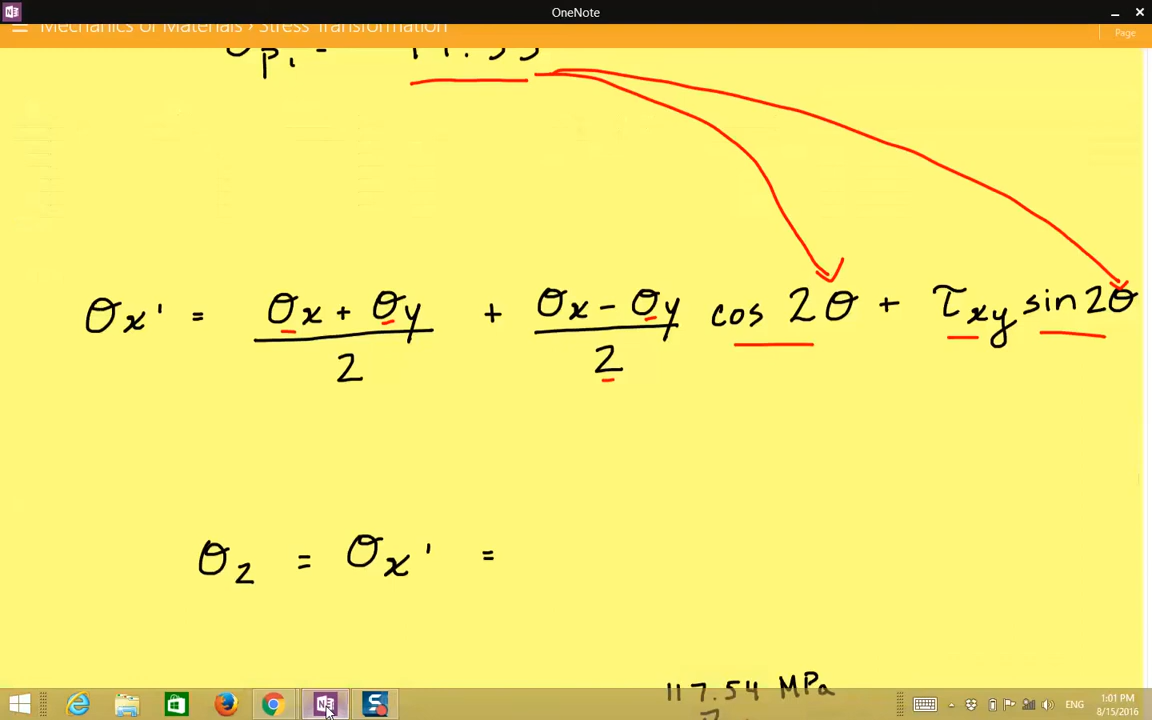 OneNote
Mechanics of Materials › Stress Transformation
Page
σx' = σx + σy / 2 + σx − σy / 2 cos 2θ + τxy sin 2θ
σ2 = σx' =
117.54 MPa
ENG
1:01 PM
8/15/2016